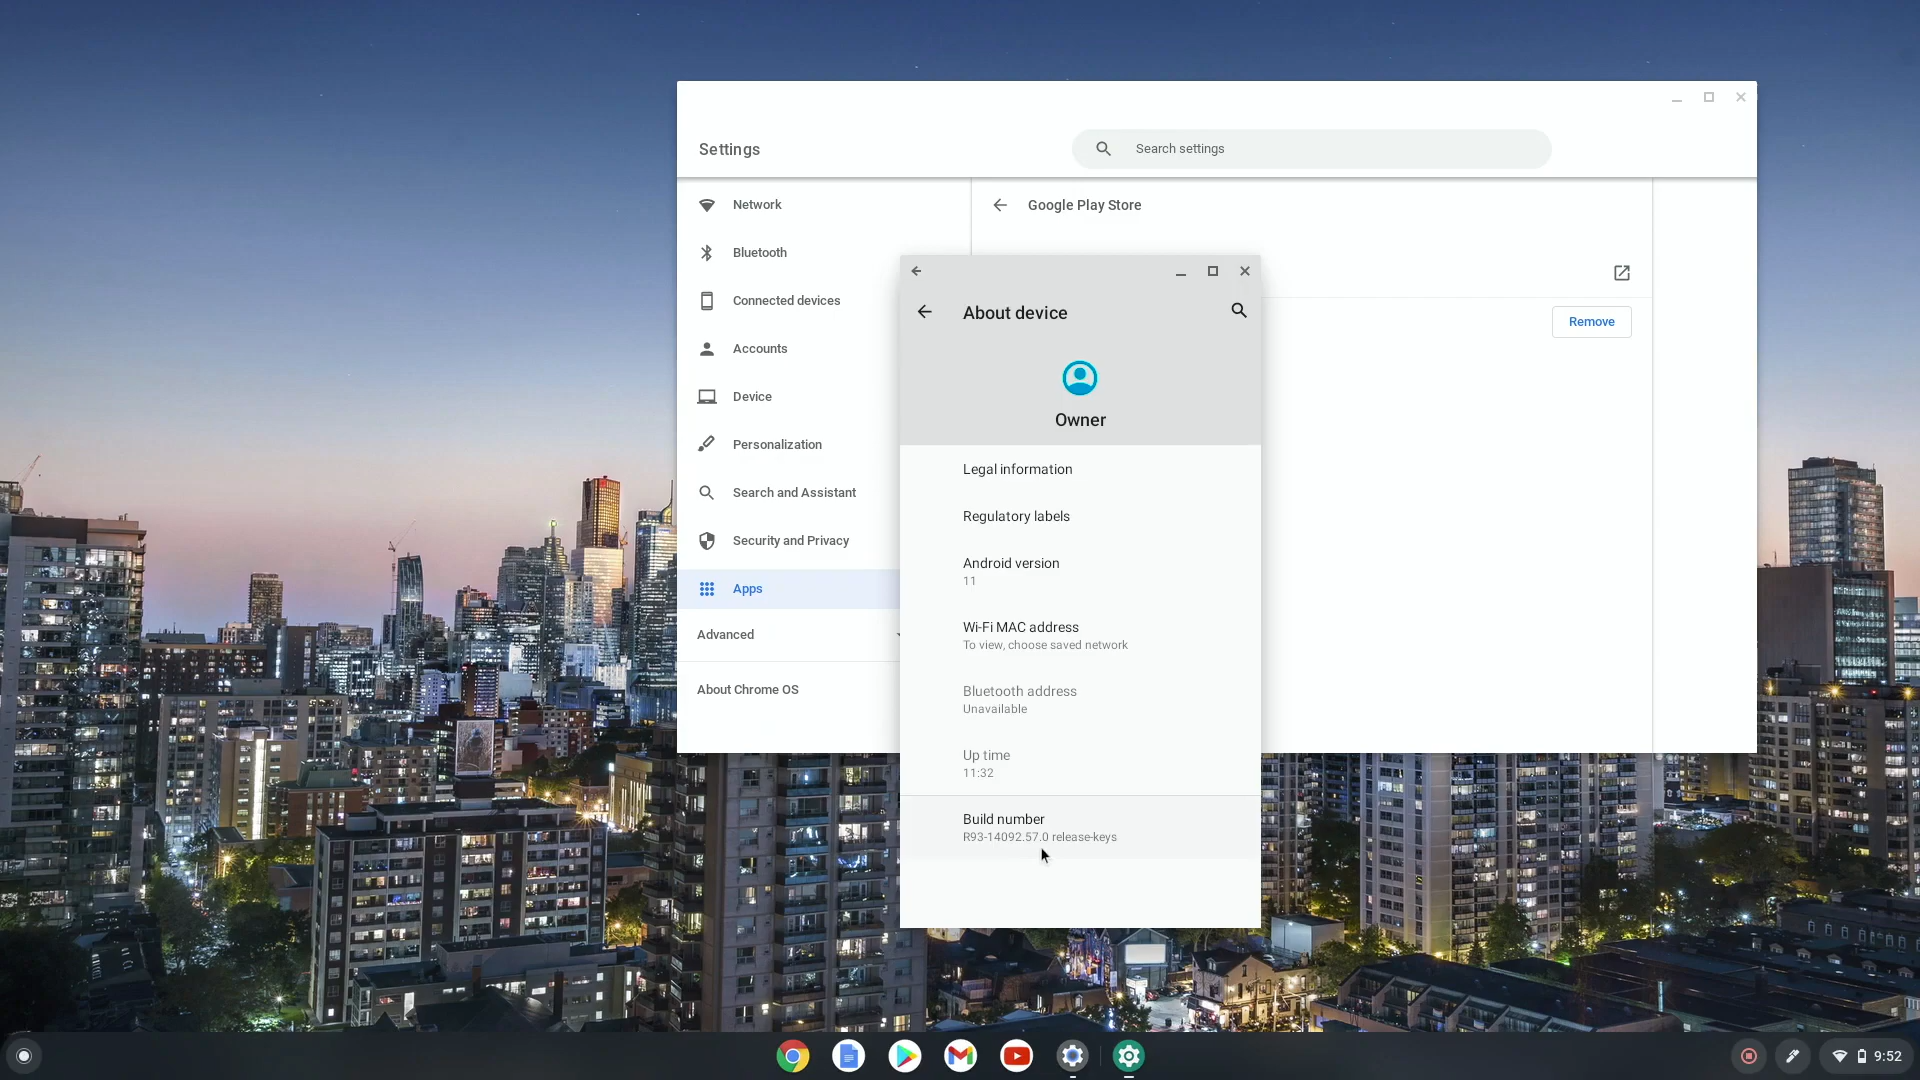 Settings
Search settings
Network
Bluetooth
Connected devices
Accounts
Device
Personalization
Search and Assistant
Security and Privacy
Apps
Advanced
About Chrome OS
Google Play Store
Remove
About device
Owner
Legal information
Regulatory labels
Android version
11
Wi-Fi MAC address
To view, choose saved network
Bluetooth address
Unavailable
Up time
11:32
Build number
R93-14092.57.0 release-keys
9:52